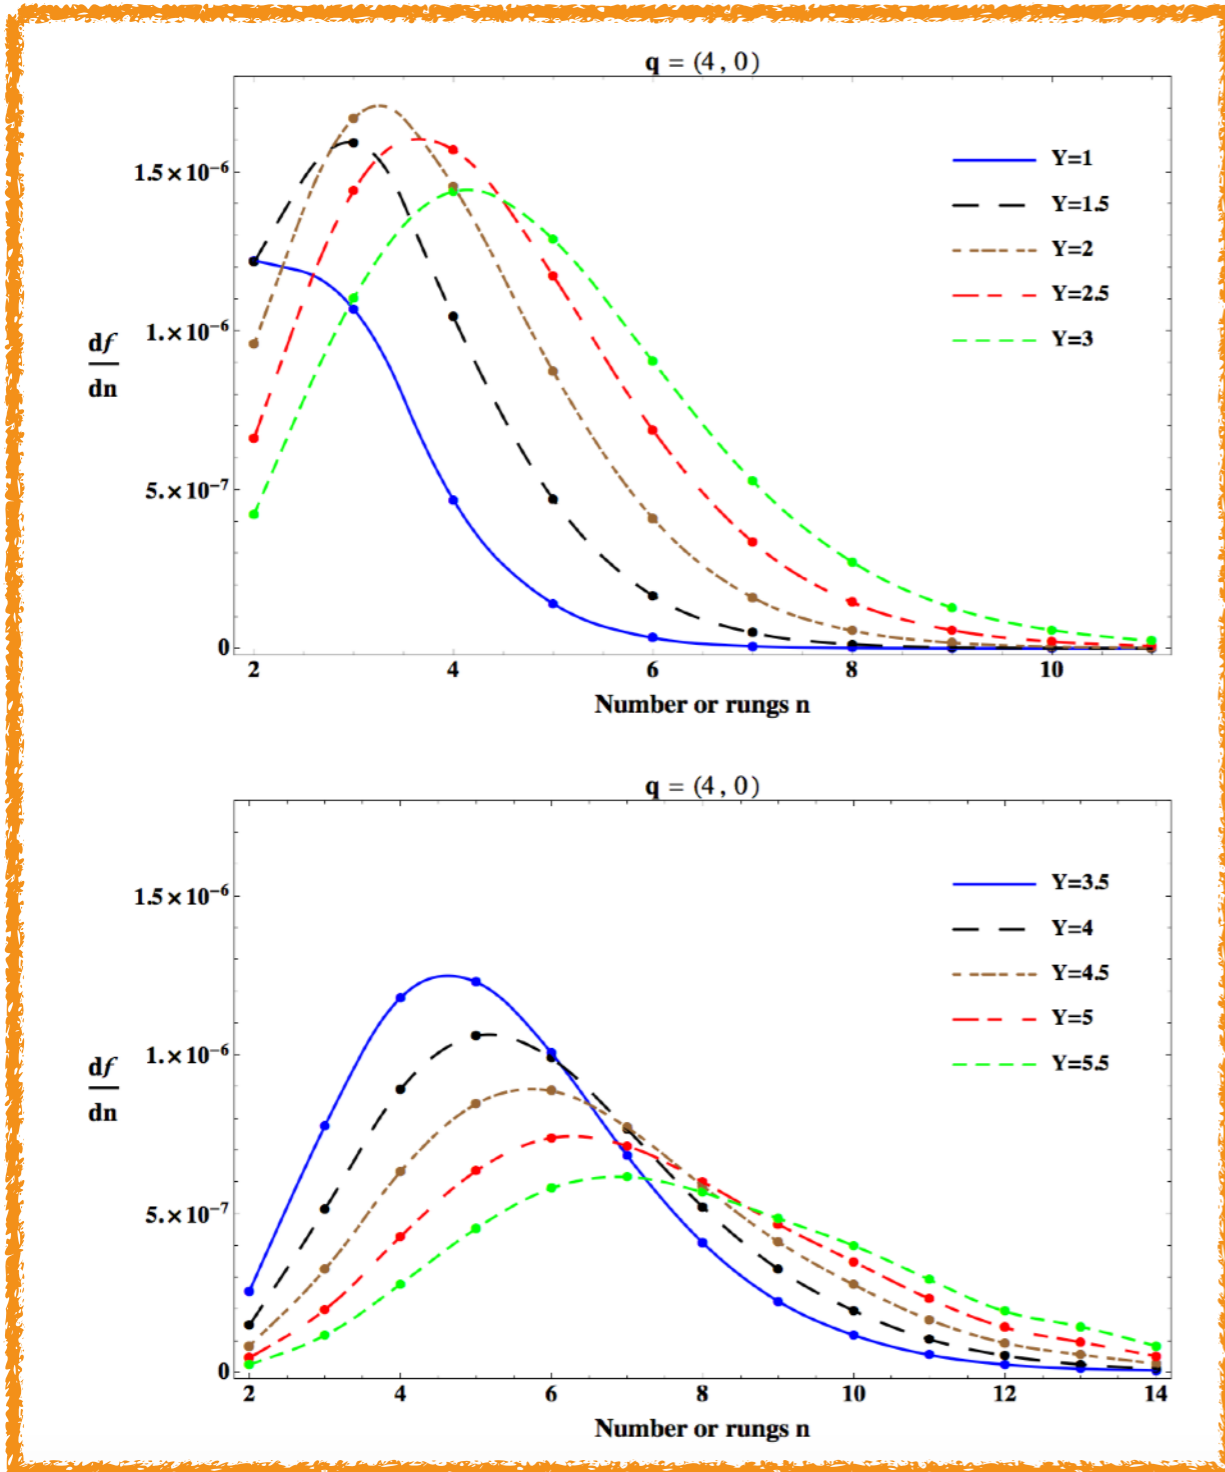 q = (4, 0)
1.5×10⁻⁶
1.×10⁻⁶
5.×10⁻⁷
0
df
dn
Y=1
Y=1.5
Y=2
Y=2.5
Y=3
2 4 6 8 10
Number or rungs n
q = (4, 0)
1.5×10⁻⁶
1.×10⁻⁶
5.×10⁻⁷
0
df
dn
Y=3.5
Y=4
Y=4.5
Y=5
Y=5.5
2 4 6 8 10 12 14
Number or rungs n